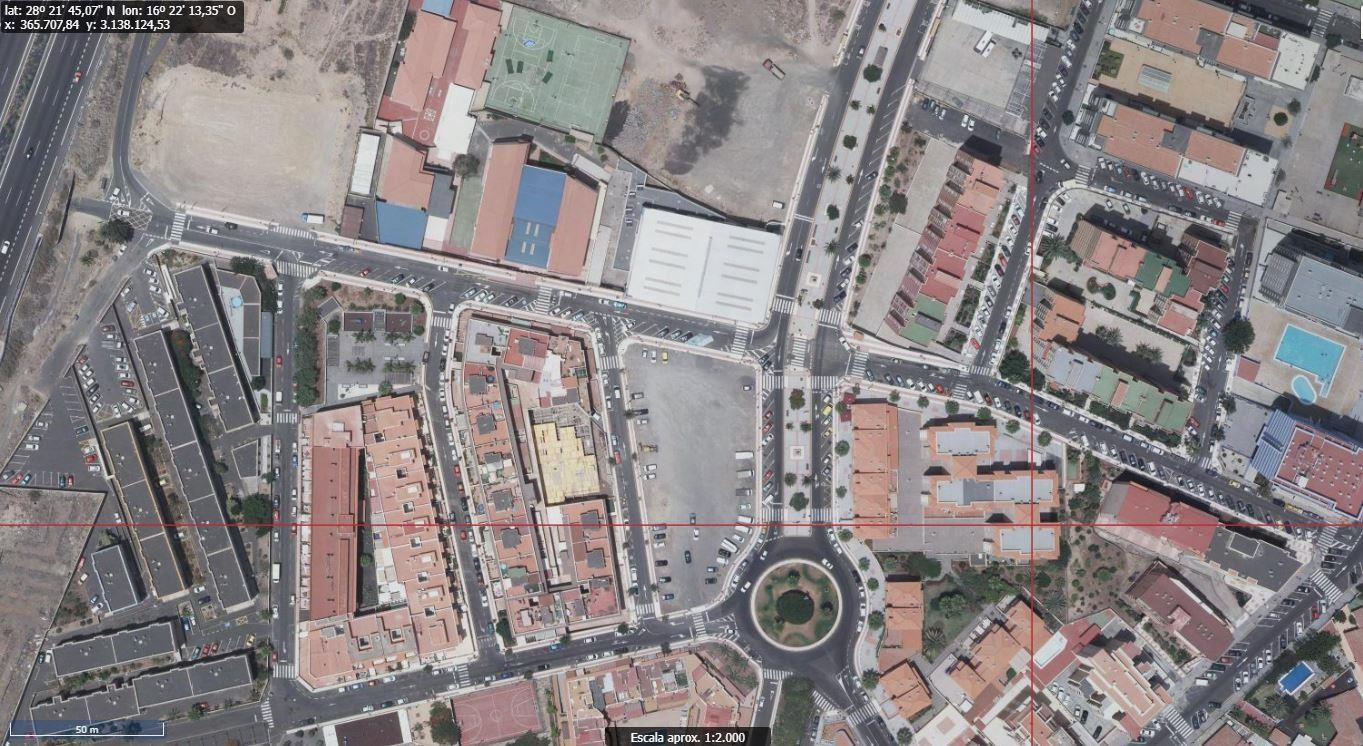 lat: 28º 21' 45,07" N  lon: 16º 22' 13,35" O
x: 365.707,84  y: 3.138.124,53
50 m
Escala aprox. 1:2.000